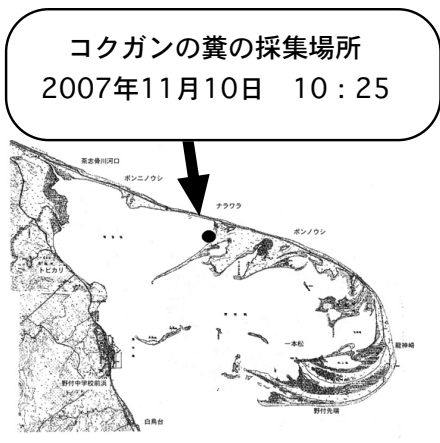 コクガンの糞の採集場所
2007年11月10日　10：25
茶志骨川河口
ポンニノウシ
ナラワラ
ポンノウシ
トビカリ
一本松
龍神崎
野付中学校前浜
野付先端
白鳥台